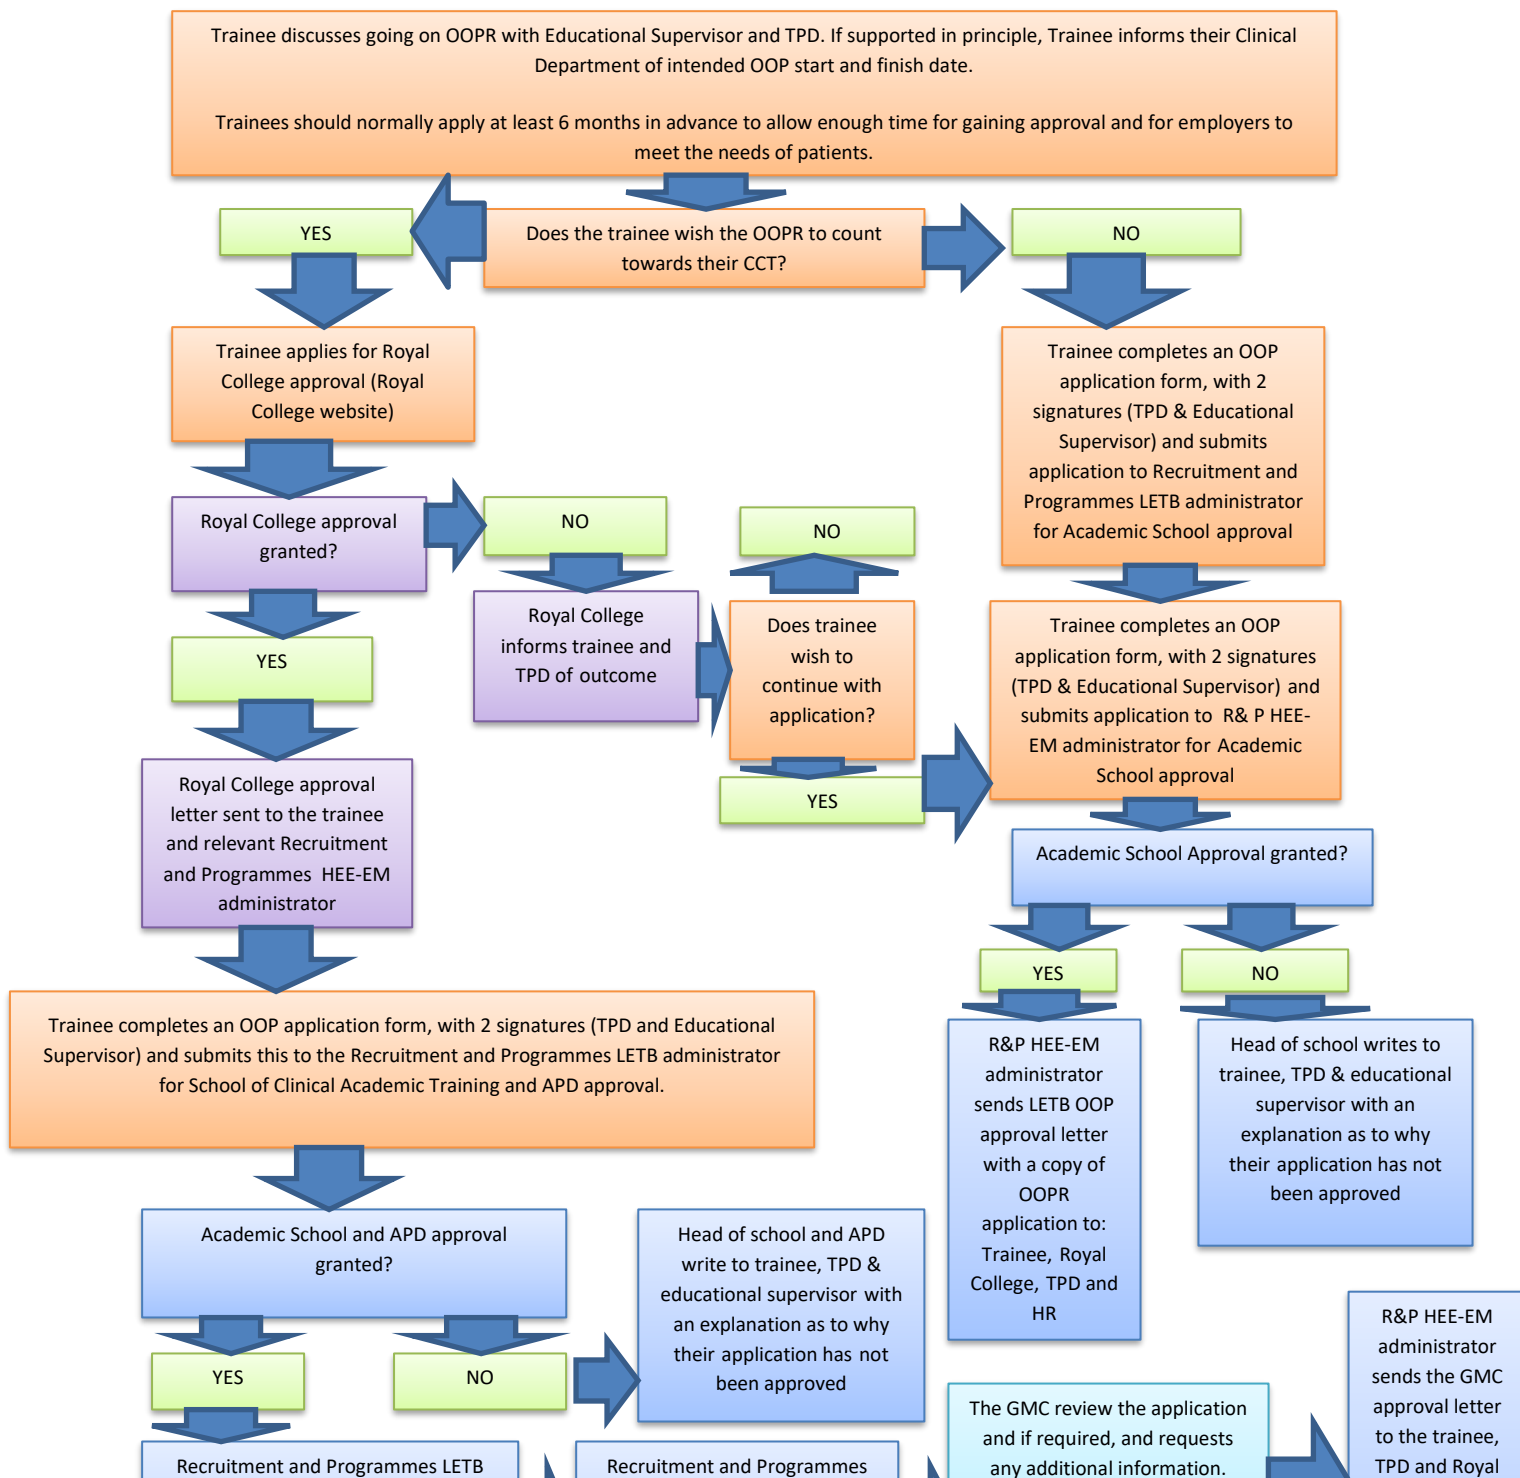 Trainee discusses going on OOPR with Educational Supervisor and TPD. If supported in principle, Trainee informs their Clinical
Department of intended OOP start and finish date.
Trainees should normally apply at least 6 months in advance to allow enough time for gaining approval and for employers to
meet the needs of patients.
YES
Does the trainee wish the OOPR to count
towards their CCT?
NO
Trainee applies for Royal
College approval (Royal
College website)
Trainee completes an OOP
application form, with 2
signatures (TPD & Educational
Supervisor) and submits
application to Recruitment and
Programmes LETB administrator
for Academic School approval
Royal College approval
granted?
NO
NO
Royal College
informs trainee and
TPD of outcome
Does trainee
wish to
continue with
application?
YES
Trainee completes an OOP
application form, with 2 signatures
(TPD & Educational Supervisor) and
submits application to R& P HEE-
EM administrator for Academic
School approval
YES
Royal College approval
letter sent to the trainee
and relevant Recruitment
and Programmes HEE-EM
administrator
Academic School Approval granted?
YES
NO
Trainee completes an OOP application form, with 2 signatures (TPD and Educational
Supervisor) and submits this to the Recruitment and Programmes LETB administrator
for School of Clinical Academic Training and APD approval.
R&P HEE-EM
administrator
sends LETB OOP
approval letter
with a copy of
OOPR
application to:
Trainee, Royal
College, TPD and
HR
Head of school writes to
trainee, TPD & educational
supervisor with an
explanation as to why
their application has not
been approved
Academic School and APD approval
granted?
Head of school and APD
write to trainee, TPD &
educational supervisor with
an explanation as to why
their application has not
been approved
YES
NO
Recruitment and Programmes LETB
Recruitment and Programmes
The GMC review the application
and if required, and requests
any additional information.
R&P HEE-EM
administrator
sends the GMC
approval letter
to the trainee,
TPD and Royal